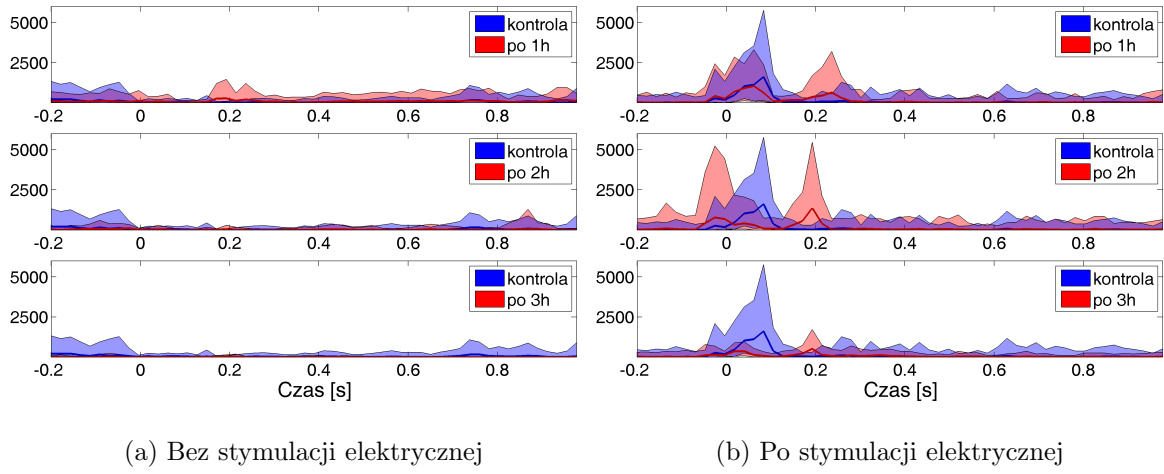 5000
2500
kontrola
po 1h
-0.2 0 0.2 0.4 0.6 0.8
5000
2500
kontrola
po 2h
-0.2 0 0.2 0.4 0.6 0.8
5000
2500
kontrola
po 3h
-0.2 0 0.2 0.4 0.6 0.8
Czas [s]
(a) Bez stymulacji elektrycznej
5000
2500
kontrola
po 1h
-0.2 0 0.2 0.4 0.6 0.8
5000
2500
kontrola
po 2h
-0.2 0 0.2 0.4 0.6 0.8
5000
2500
kontrola
po 3h
-0.2 0 0.2 0.4 0.6 0.8
Czas [s]
(b) Po stymulacji elektrycznej